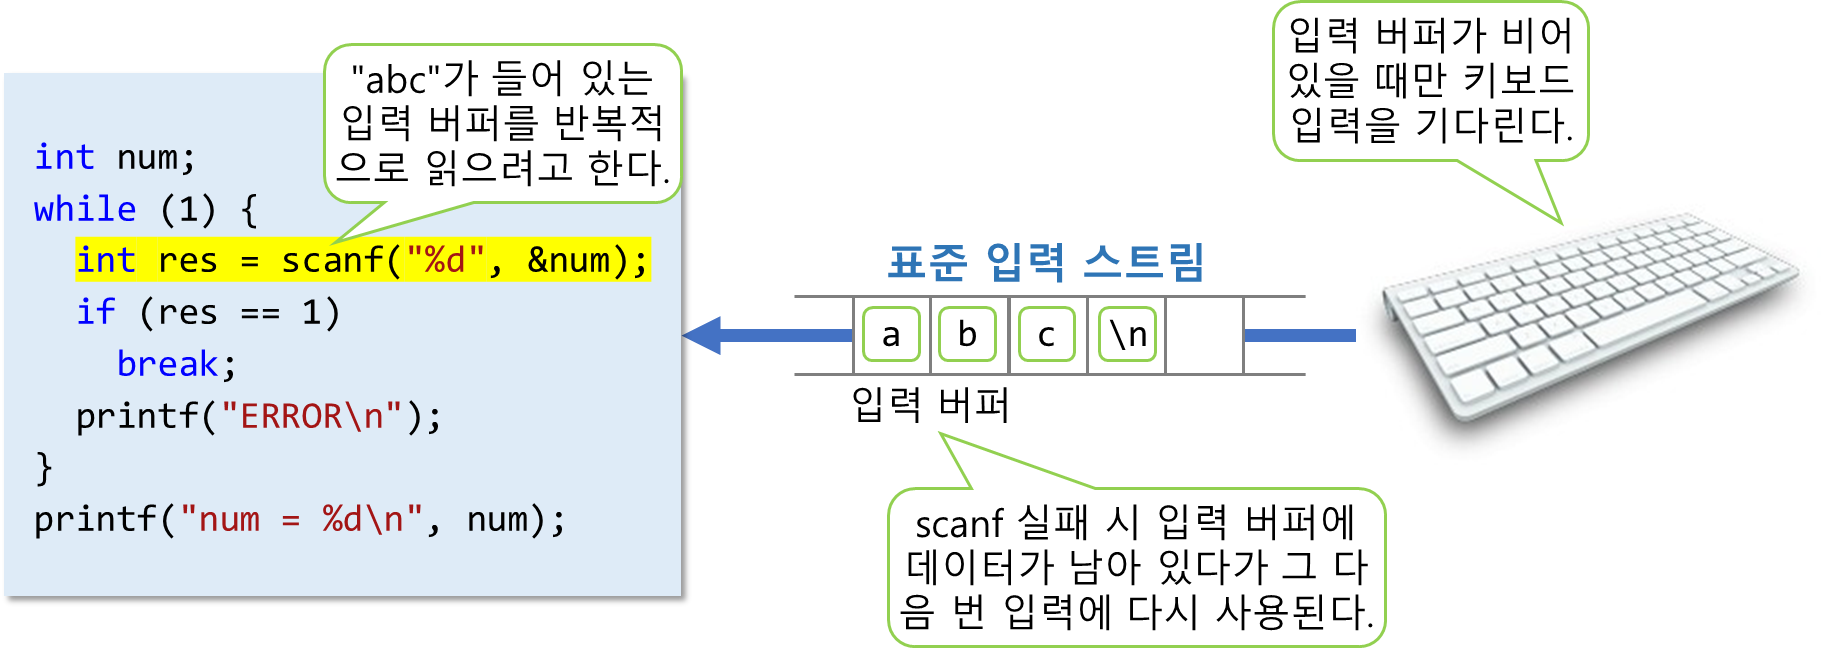 "abc"가 들어 있는
입력 버퍼를 반복적
으로 읽으려고 한다.
int num;
while (1) {
int res = scanf("%d", &num);
if (res == 1)
break;
printf("ERROR\n");
}
printf("num = %d\n", num);
입력 버퍼가 비어
있을 때만 키보드
입력을 기다린다.
표준 입력 스트림
a b c \n
입력 버퍼
scanf 실패 시 입력 버퍼에
데이터가 남아 있다가 그 다
음 번 입력에 다시 사용된다.